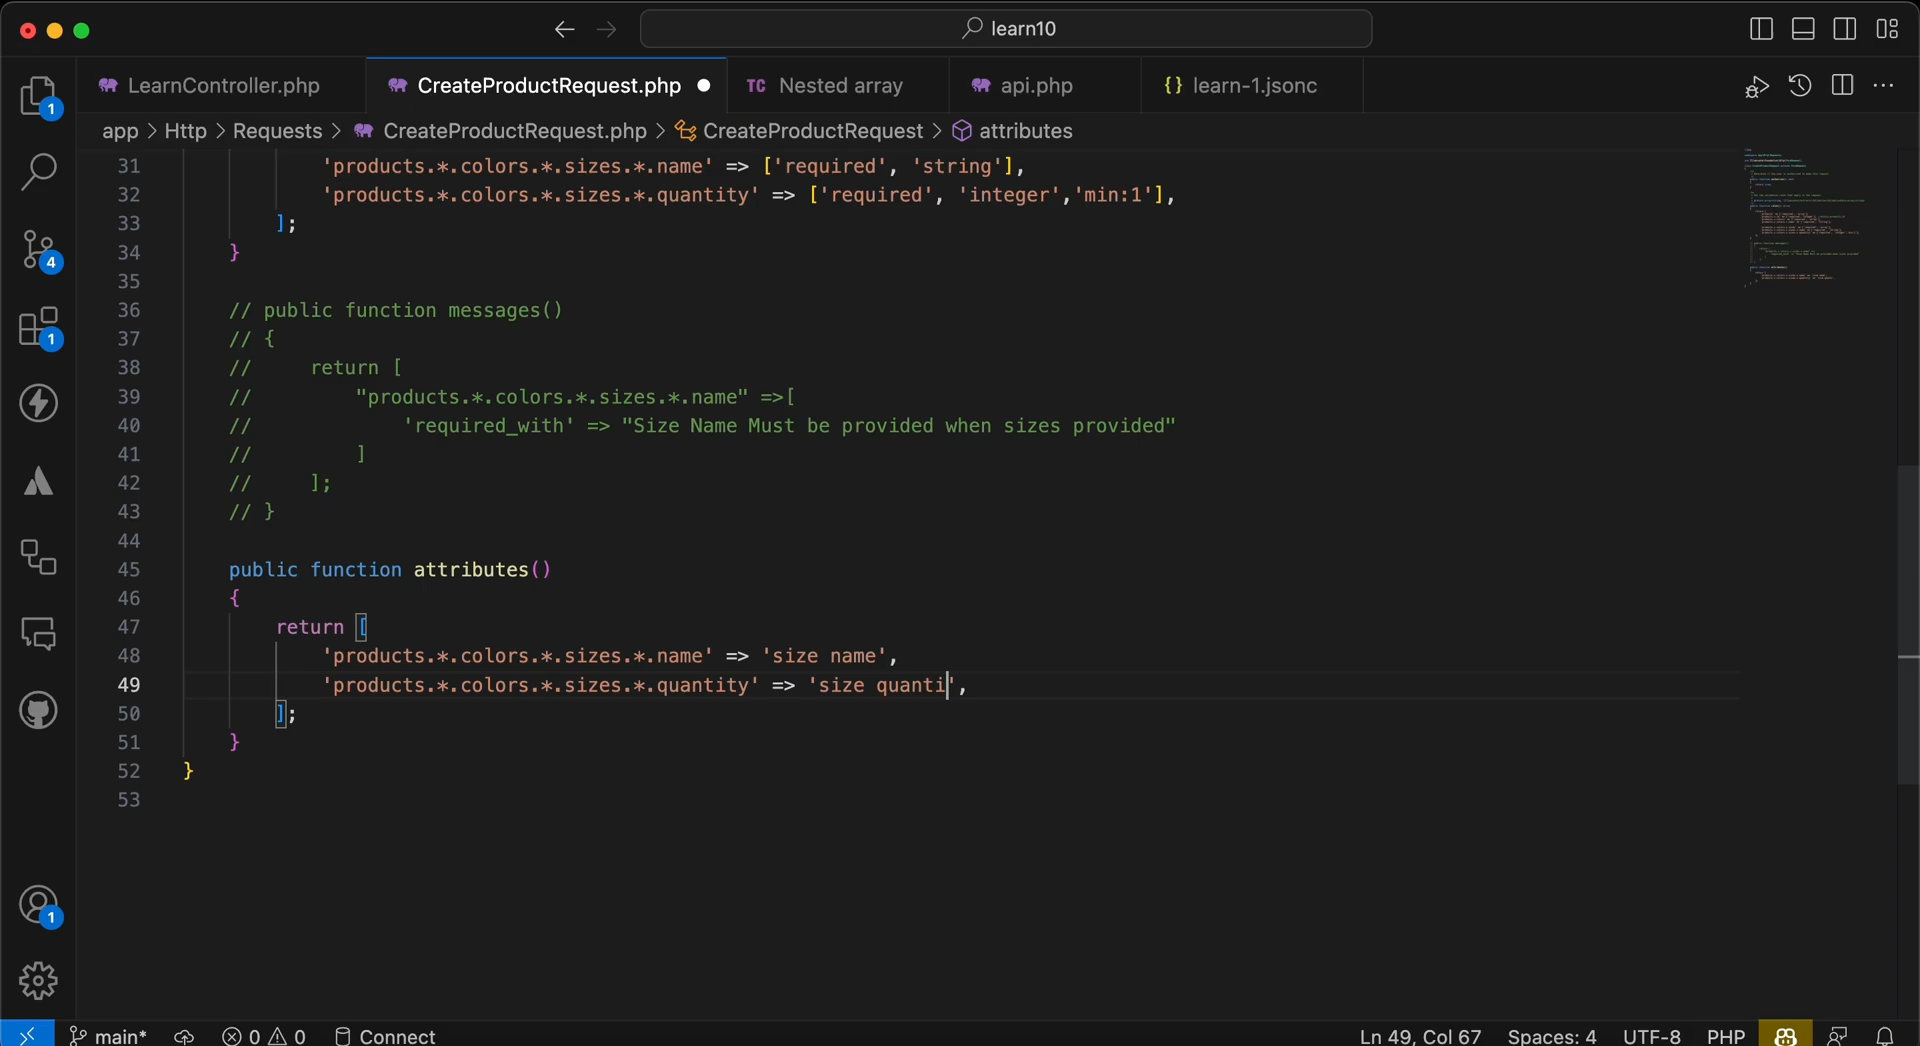 learn10
LearnController.php
CreateProductRequest.php
TC Nested array
api.php
{} learn-1.jsonc
app > Http > Requests > CreateProductRequest.php > CreateProductRequest > attributes
31 'products.*.colors.*.sizes.*.name' => ['required', 'string'],
32 'products.*.colors.*.sizes.*.quantity' => ['required', 'integer','min:1'],
33 ];
34 }
35
36 // public function messages()
37 // {
38 // return [
39 // "products.*.colors.*.sizes.*.name" =>[
40 // 'required_with' => "Size Name Must be provided when sizes provided"
41 // ]
42 // ];
43 // }
44
45 public function attributes()
46 {
47 return [
48 'products.*.colors.*.sizes.*.name' => 'size name',
49 'products.*.colors.*.sizes.*.quantity' => 'size quanti',
50 ];
51 }
52 }
53
1
4
1
1
main* 0 0 Connect
Ln 49, Col 67 Spaces: 4 UTF-8 PHP